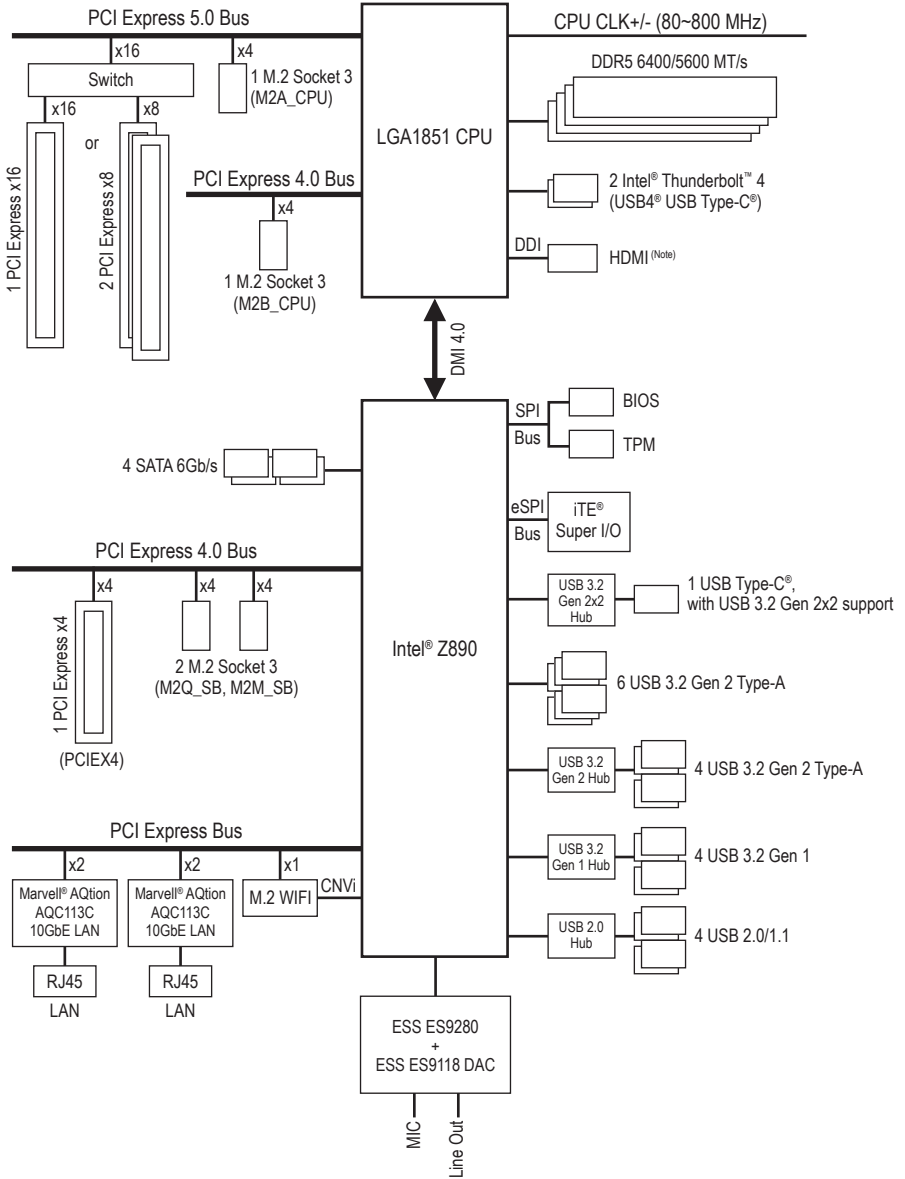 PCI Express 5.0 Bus
CPU CLK+/- (80~800 MHz)
x16
x4
Switch
1 M.2 Socket 3
(M2A_CPU)
DDR5 6400/5600 MT/s
x16
x8
or
1 PCI Express x16
2 PCI Express x8
LGA1851 CPU
PCI Express 4.0 Bus
x4
1 M.2 Socket 3
(M2B_CPU)
2 Intel® Thunderbolt™ 4
(USB4® USB Type-C®)
DDI
HDMI (Note)
DMI 4.0
SPI
Bus
BIOS
TPM
4 SATA 6Gb/s
eSPI
Bus
iTE®
Super I/O
PCI Express 4.0 Bus
x4
x4
x4
1 PCI Express x4
(PCIEX4)
2 M.2 Socket 3
(M2Q_SB, M2M_SB)
Intel® Z890
USB 3.2
Gen 2x2
Hub
1 USB Type-C®,
with USB 3.2 Gen 2x2 support
6 USB 3.2 Gen 2 Type-A
USB 3.2
Gen 2 Hub
4 USB 3.2 Gen 2 Type-A
PCI Express Bus
x2
x2
x1
Marvell® AQtion
AQC113C
10GbE LAN
Marvell® AQtion
AQC113C
10GbE LAN
M.2 WIFI
CNVi
RJ45
LAN
RJ45
LAN
USB 3.2
Gen 1 Hub
4 USB 3.2 Gen 1
USB 2.0
Hub
4 USB 2.0/1.1
ESS ES9280
+
ESS ES9118 DAC
MIC
Line Out